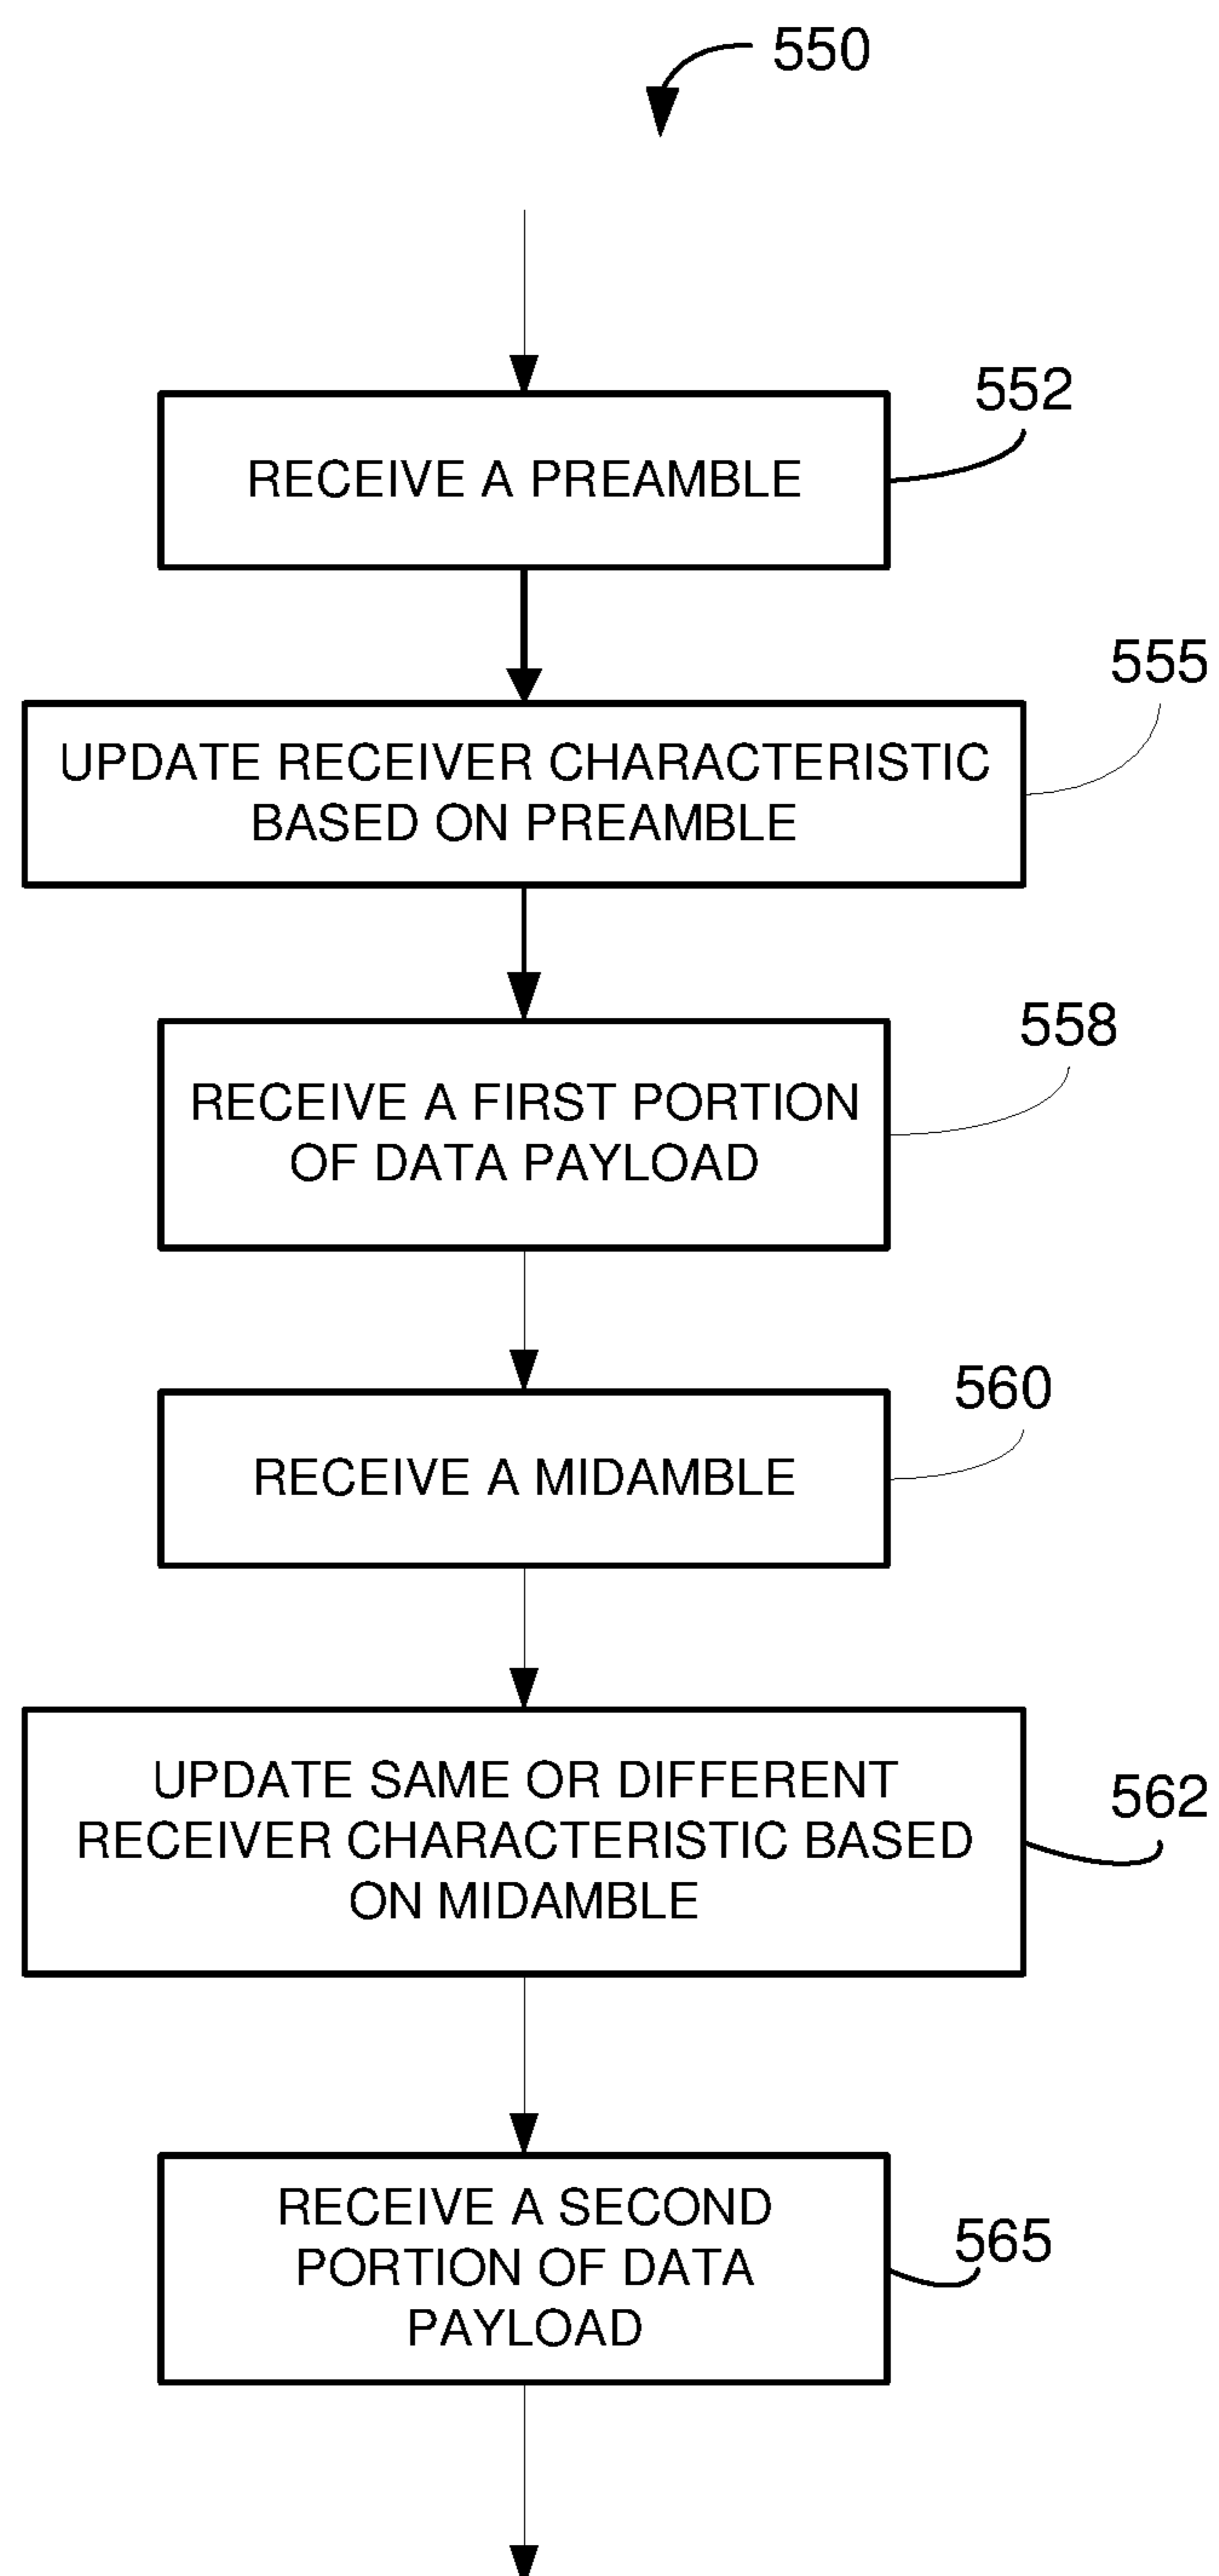 550
552
RECEIVE A PREAMBLE
555
UPDATE RECEIVER CHARACTERISTIC
BASED ON PREAMBLE
558
RECEIVE A FIRST PORTION
OF DATA PAYLOAD
560
RECEIVE A MIDAMBLE
562
UPDATE SAME OR DIFFERENT
RECEIVER CHARACTERISTIC BASED
ON MIDAMBLE
565
RECEIVE A SECOND
PORTION OF DATA
PAYLOAD